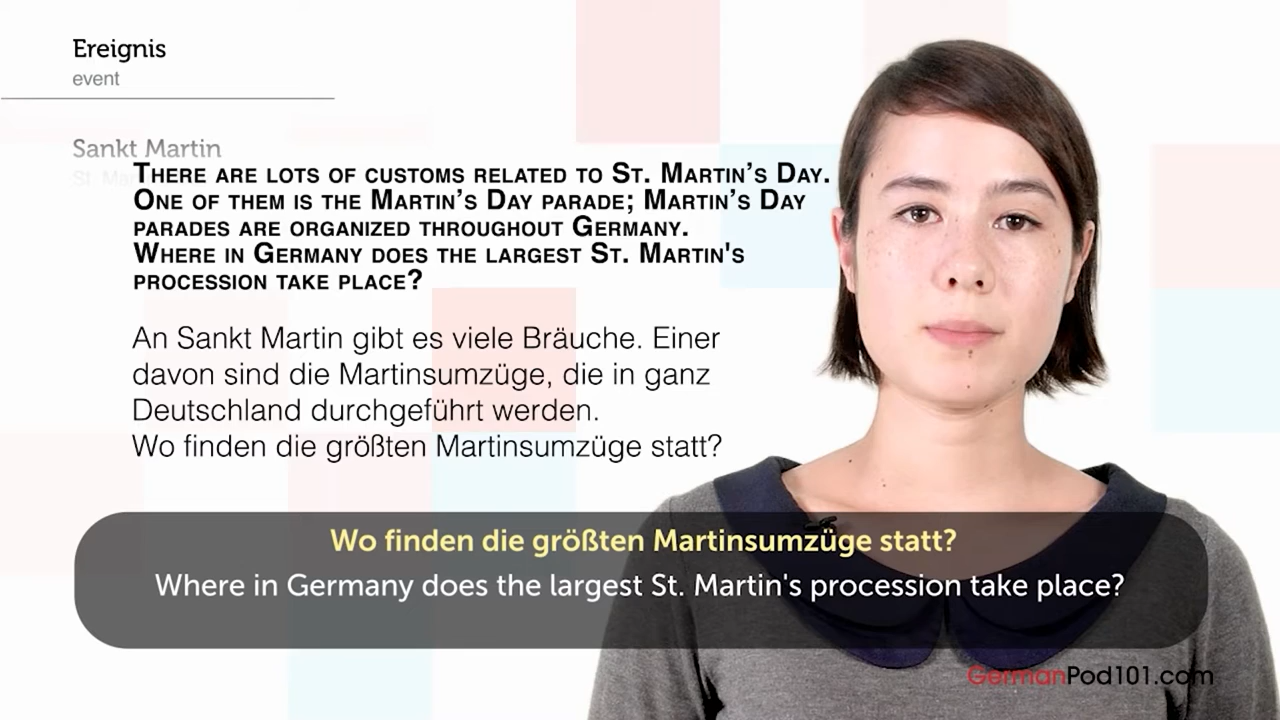 Ereignis
event
Sankt Martin
St. Mar
There are lots of customs related to St. Martin’s Day.
One of them is the Martin’s Day parade; Martin’s Day
parades are organized throughout Germany.
Where in Germany does the largest St. Martin's
procession take place?
An Sankt Martin gibt es viele Bräuche. Einer
davon sind die Martinsumzüge, die in ganz
Deutschland durchgeführt werden.
Wo finden die größten Martinsumzüge statt?
Wo finden die größten Martinsumzüge statt?
Where in Germany does the largest St. Martin's procession take place?
GermanPod101.com